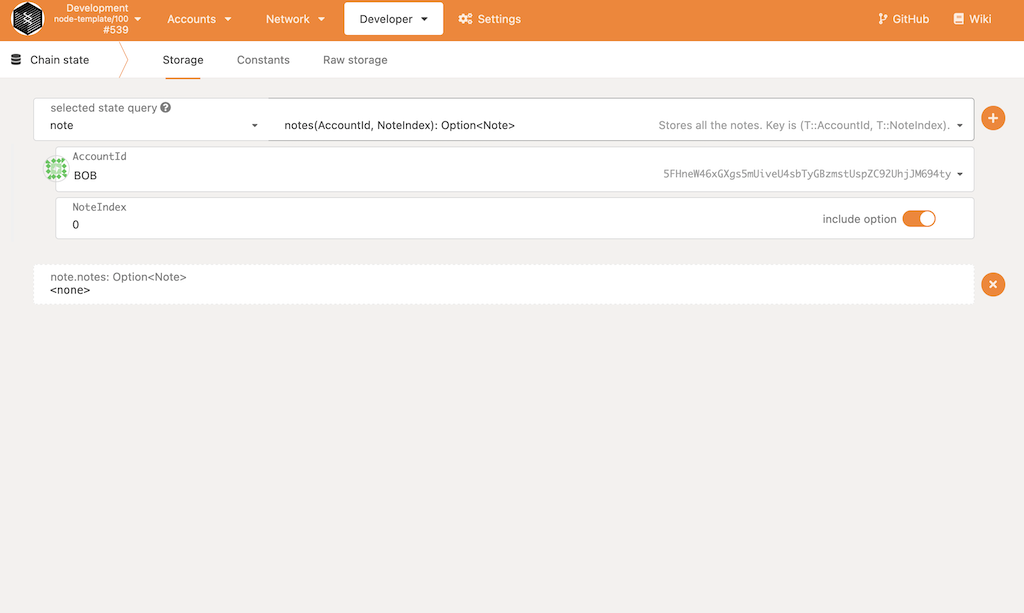 Development
node-template/100
#539
Accounts
Network
Developer
Settings
GitHub
Wiki
Chain state
Storage
Constants
Raw storage
selected state query
note
notes(AccountId, NoteIndex): Option<Note>
Stores all the notes. Key is (T::AccountId, T::NoteIndex).
AccountId
BOB
5FHneW46xGXgs5mUiveU4sbTyGBzmstUspZC92UhjJM694ty
NoteIndex
0
include option
note.notes: Option<Note>
<none>